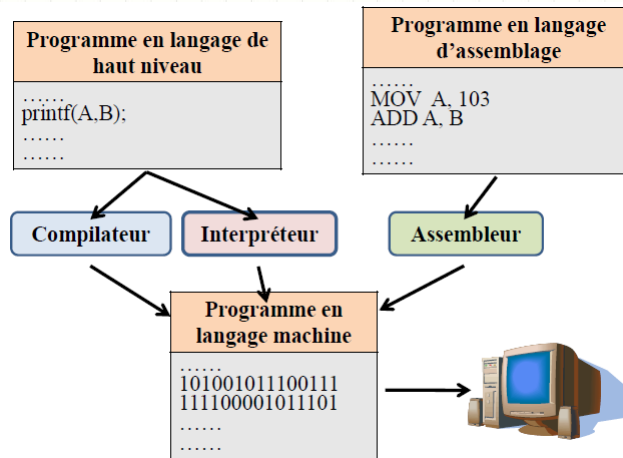 Programme en langage de
haut niveau
......
printf(A,B);
......
......
Programme en langage
d’assemblage
......
MOV A, 103
ADD A, B
......
......
Compilateur
Interpréteur
Assembleur
Programme en
langage machine
......
101001011100111
111100001011101
......
......